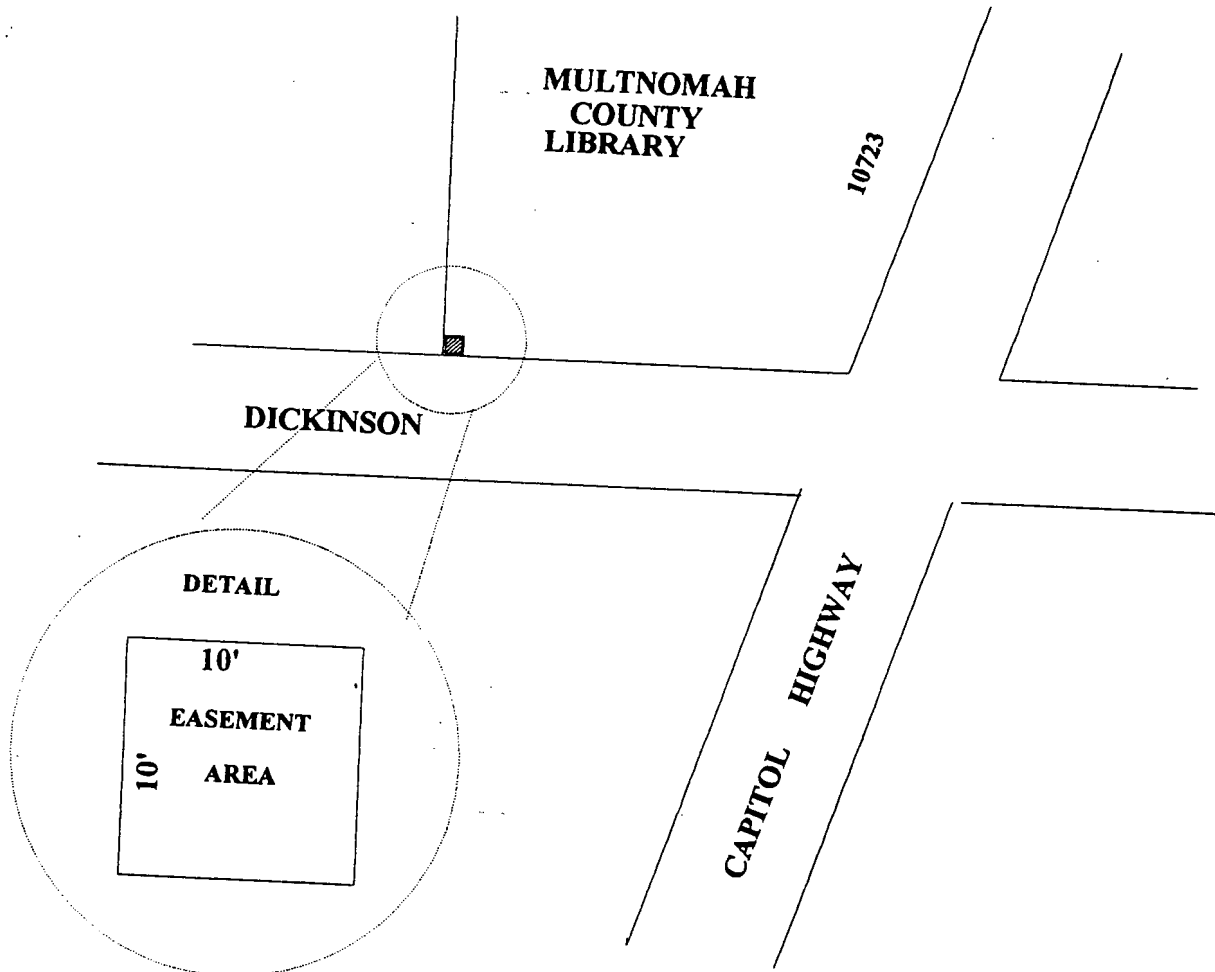 MULTNOMAH
COUNTY
LIBRARY
10723
DICKINSON
DETAIL
10'
EASEMENT
10'
AREA
CAPITOL HIGHWAY